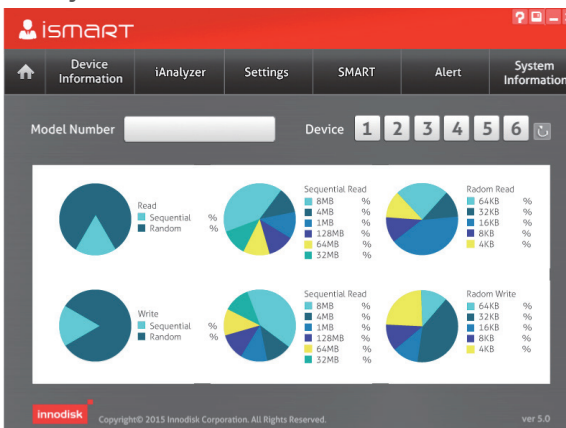 ismart
Device Information
iAnalyzer
Settings
SMART
Alert
System Information
Model Number
Device 1 2 3 4 5 6
Read
Sequential %
Random %
Sequential Read
8MB %
4MB %
1MB %
128MB %
64MB %
32MB %
Radom Read
64KB %
32KB %
16KB %
8KB %
4KB %
Write
Sequential %
Random %
Sequential Read
8MB %
4MB %
1MB %
128MB %
64MB %
32MB %
Radom Write
64KB %
32KB %
16KB %
8KB %
4KB %
innodisk
Copyright© 2015 Innodisk Corporation. All Rights Reserved.
ver 5.0